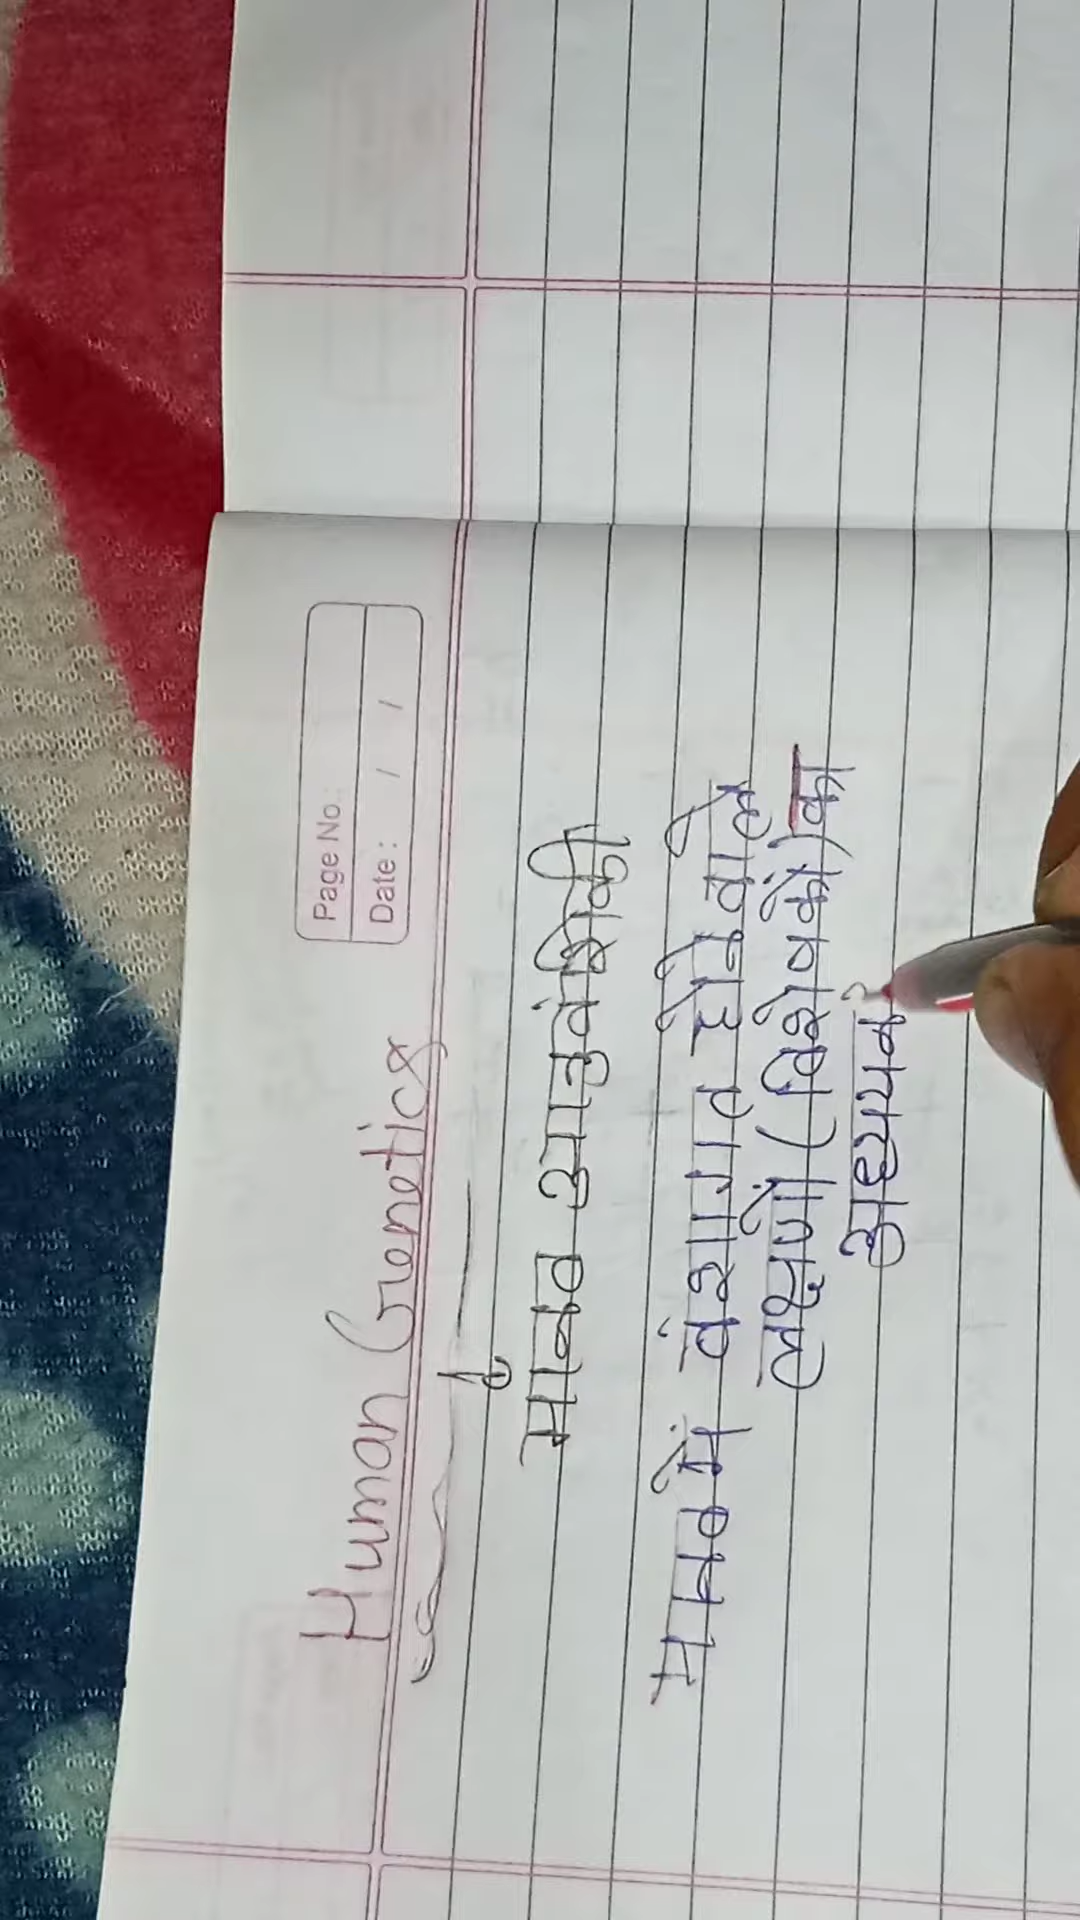 Page No.:
Date: / /
Human Genetics
मानव आनुवंशिकी
मानव में वंशागत होने वाले
लक्षणों (विशेषकों) का
अध्ययन